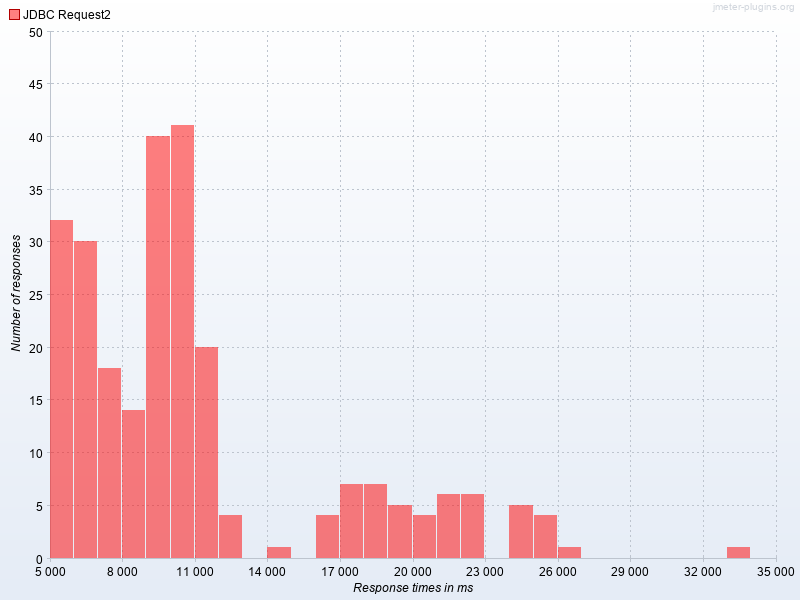 jmeter-plugins.org
JDBC Request2
50
45
40
35
30
25
20
15
10
5
0
Number of responses
5 000 8 000 11 000 14 000 17 000 20 000 23 000 26 000 29 000 32 000 35 000
Response times in ms